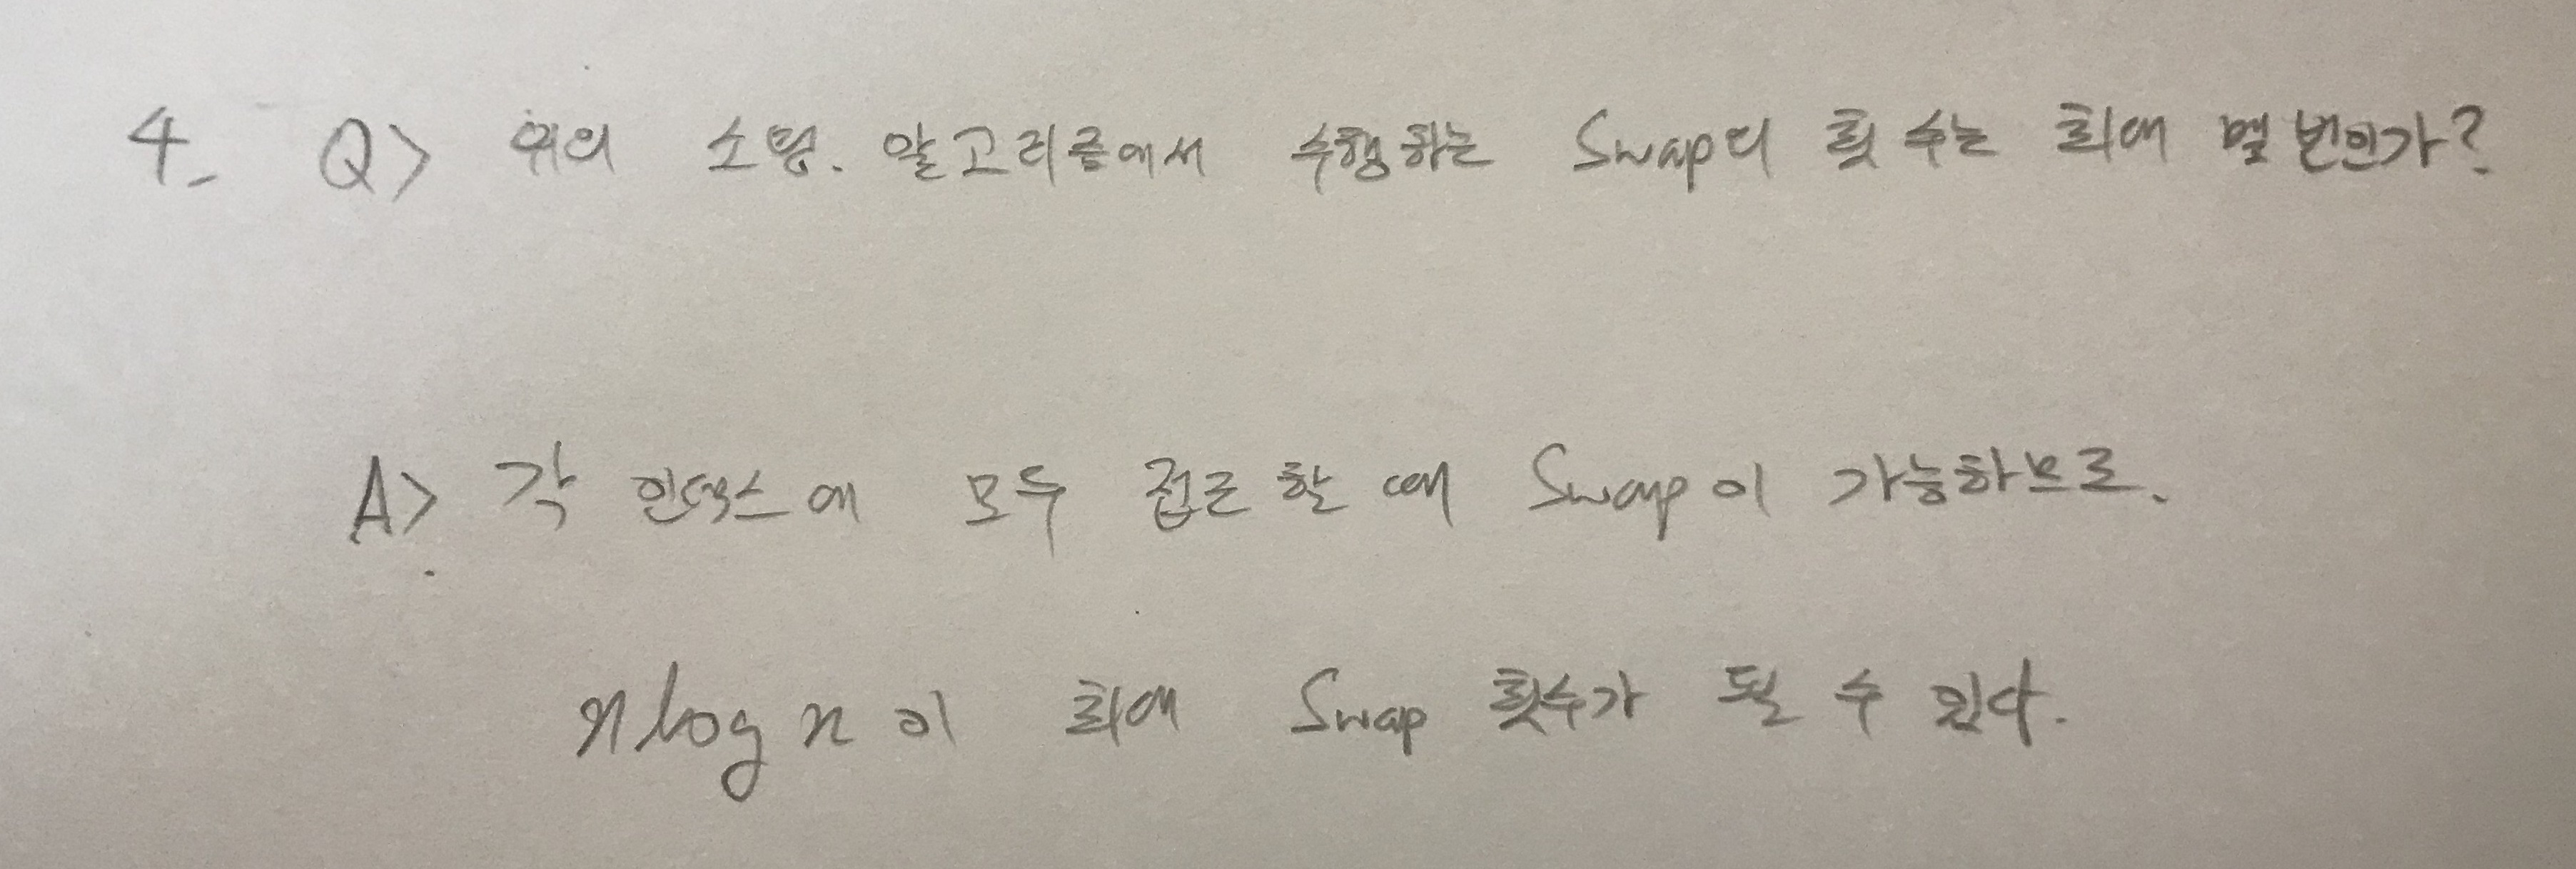 4. Q> 위의 소팅. 알고리즘에서 수행하는 Swap의 횟수는 최대 몇 번인가?
A> 각 인덱스에 모두 접근할 때 Swap이 가능하므로.
n log n이 최대 Swap 횟수가 될 수 있다.